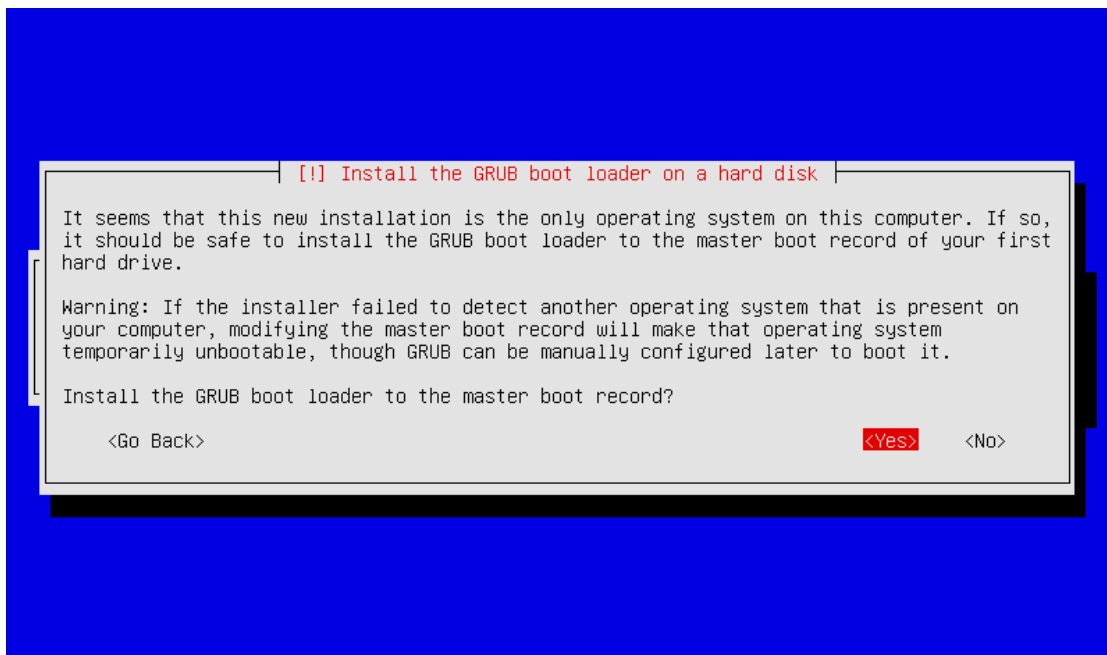 [!] Install the GRUB boot loader on a hard disk
It seems that this new installation is the only operating system on this computer. If so,
it should be safe to install the GRUB boot loader to the master boot record of your first
hard drive.
Warning: If the installer failed to detect another operating system that is present on
your computer, modifying the master boot record will make that operating system
temporarily unbootable, though GRUB can be manually configured later to boot it.
Install the GRUB boot loader to the master boot record?
<Go Back> <Yes> <No>